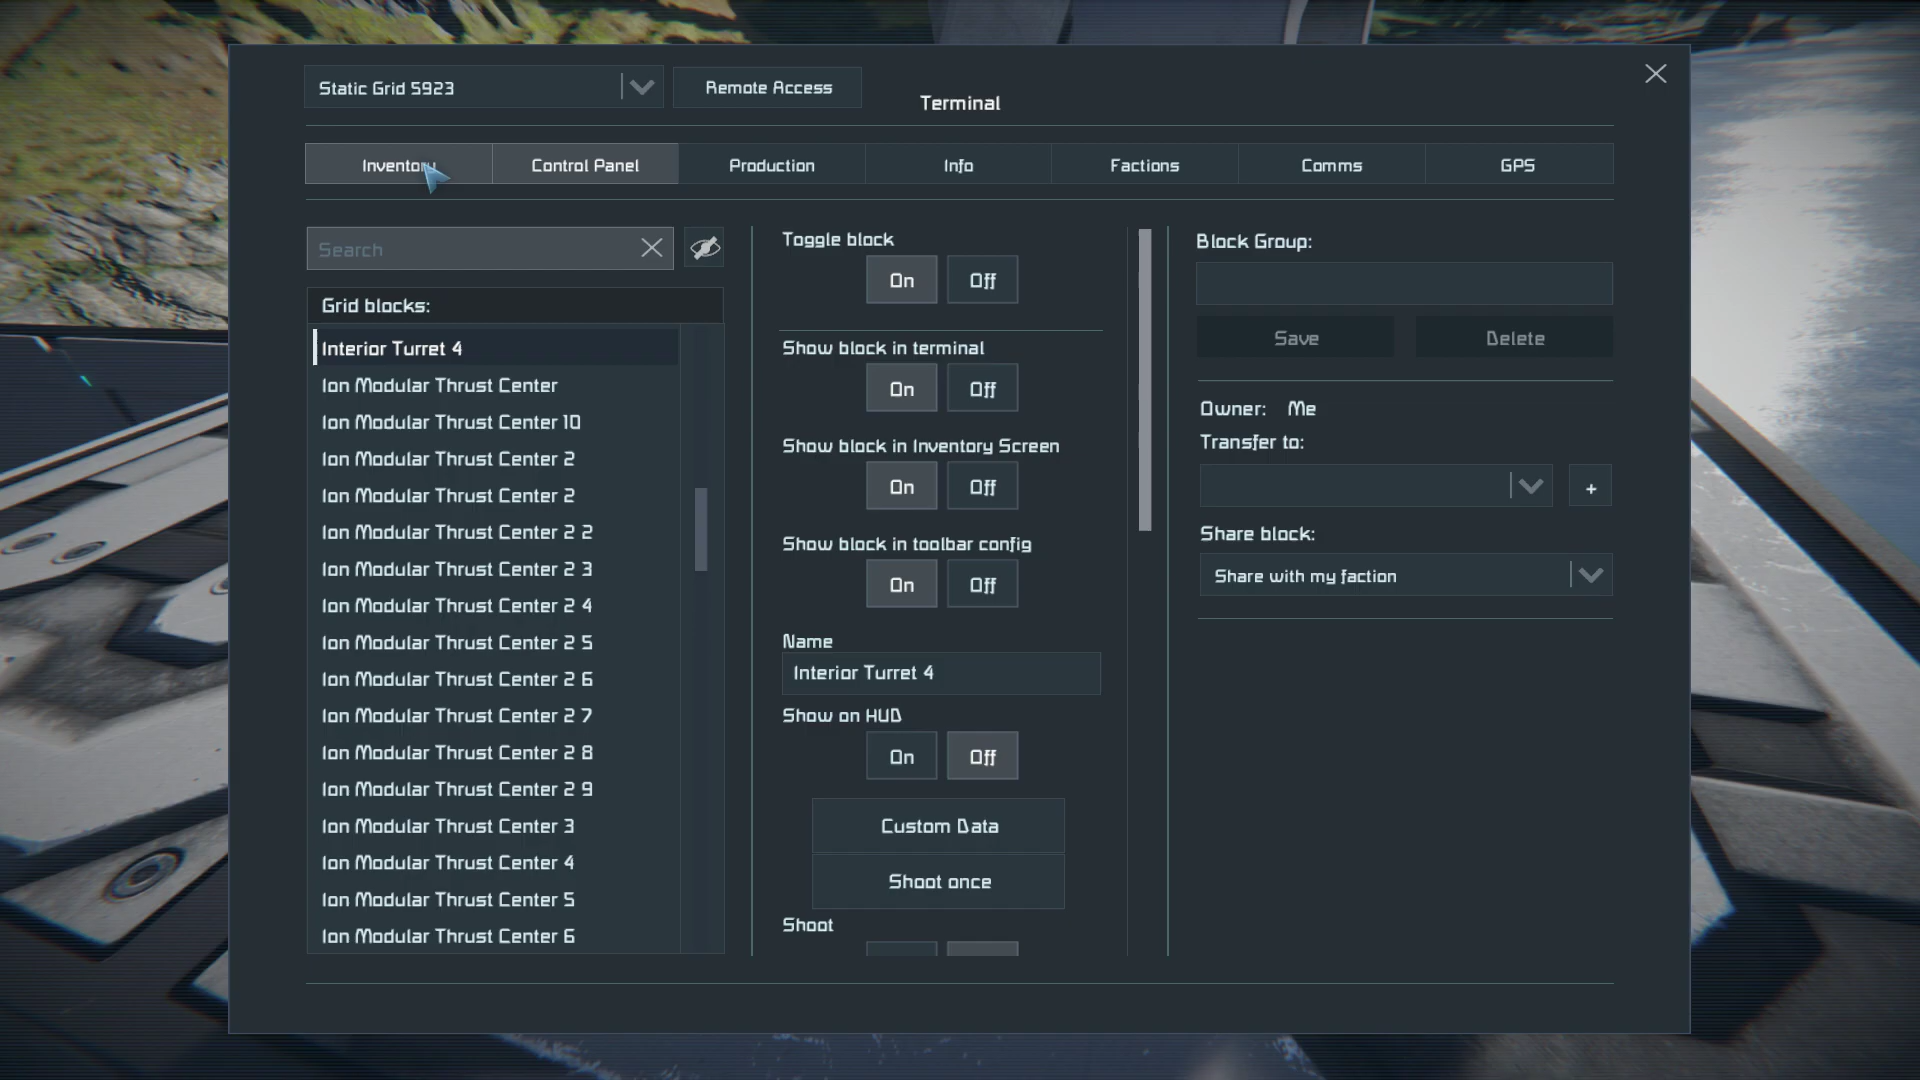 Static Grid 5923
Remote Access
Terminal
Inventory
Control Panel
Production
Info
Factions
Comms
GPS
Search
Grid blocks:
Interior Turret 4
Ion Modular Thrust Center
Ion Modular Thrust Center 10
Ion Modular Thrust Center 2
Ion Modular Thrust Center 2
Ion Modular Thrust Center 2 2
Ion Modular Thrust Center 2 3
Ion Modular Thrust Center 2 4
Ion Modular Thrust Center 2 5
Ion Modular Thrust Center 2 6
Ion Modular Thrust Center 2 7
Ion Modular Thrust Center 2 8
Ion Modular Thrust Center 2 9
Ion Modular Thrust Center 3
Ion Modular Thrust Center 4
Ion Modular Thrust Center 5
Ion Modular Thrust Center 6
Toggle block
On Off
Show block in terminal
On Off
Show block in Inventory Screen
On Off
Show block in toolbar config
On Off
Name
Interior Turret 4
Show on HUD
On Off
Custom Data
Shoot once
Shoot
Block Group:
Save
Delete
Owner: Me
Transfer to:
+
Share block:
Share with my faction